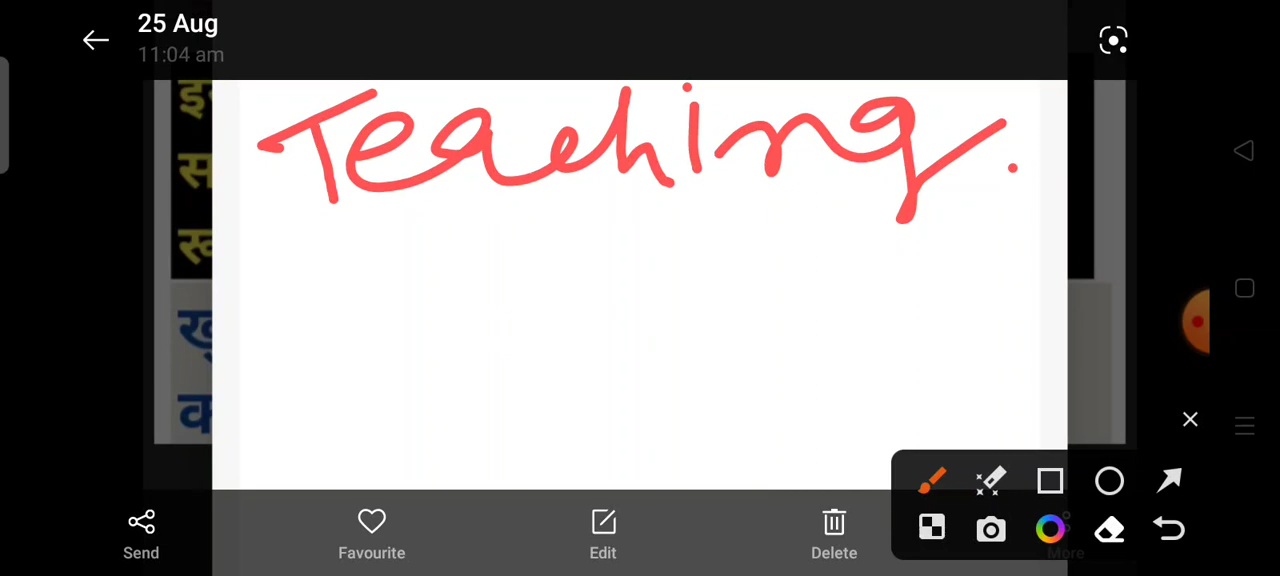 25 Aug
11:04 am
Teaching.
Send
Favourite
Edit
Delete
More